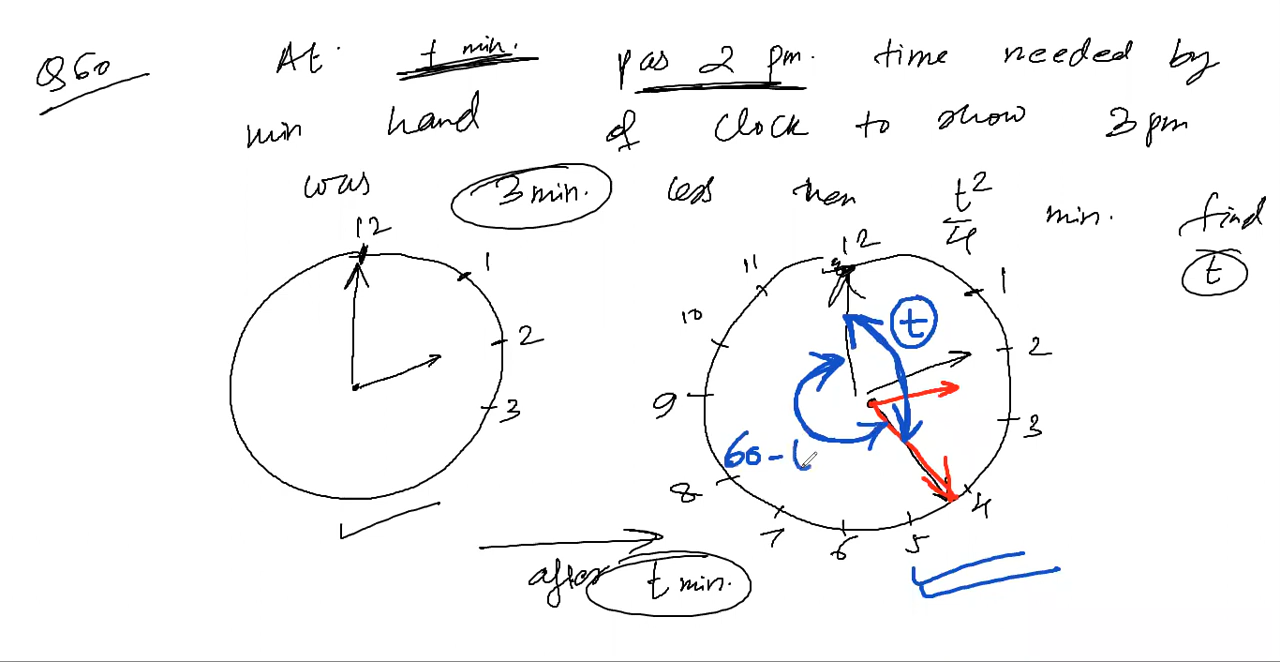 Q60 At t min. pas 2 pm. time needed by
min hand of clock to show 3pm
was 3 min. less then t²/4 min. find
t
12
1
2
3
12
1
2
3
4
5
6
7
8
9
10
11
t
60 - t
after t min.